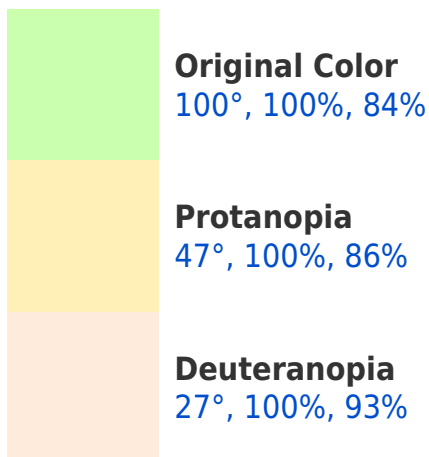 Original Color
100°, 100%, 84%
Protanopia
47°, 100%, 86%
Deuteranopia
27°, 100%, 93%